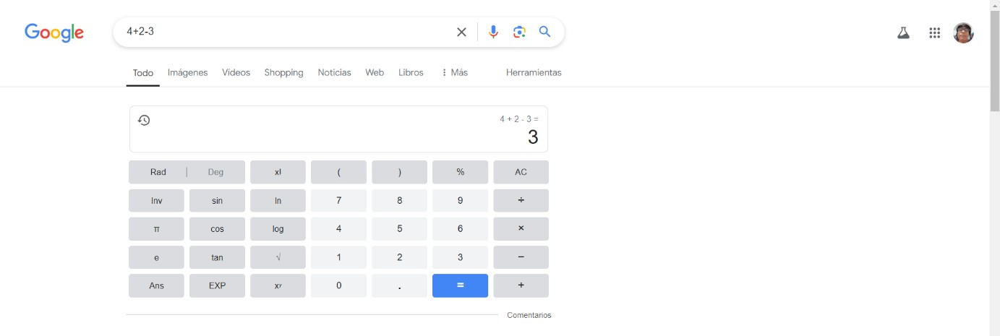 Google 4+2-3
Todo Imágenes Vídeos Shopping Noticias Web Libros Más Herramientas
4 + 2 - 3 =
3
Rad | Deg x! ( ) % AC
Inv sin ln 7 8 9 ÷
π cos log 4 5 6 ×
e tan √ 1 2 3 −
Ans EXP xʸ 0 . = +
Comentarios